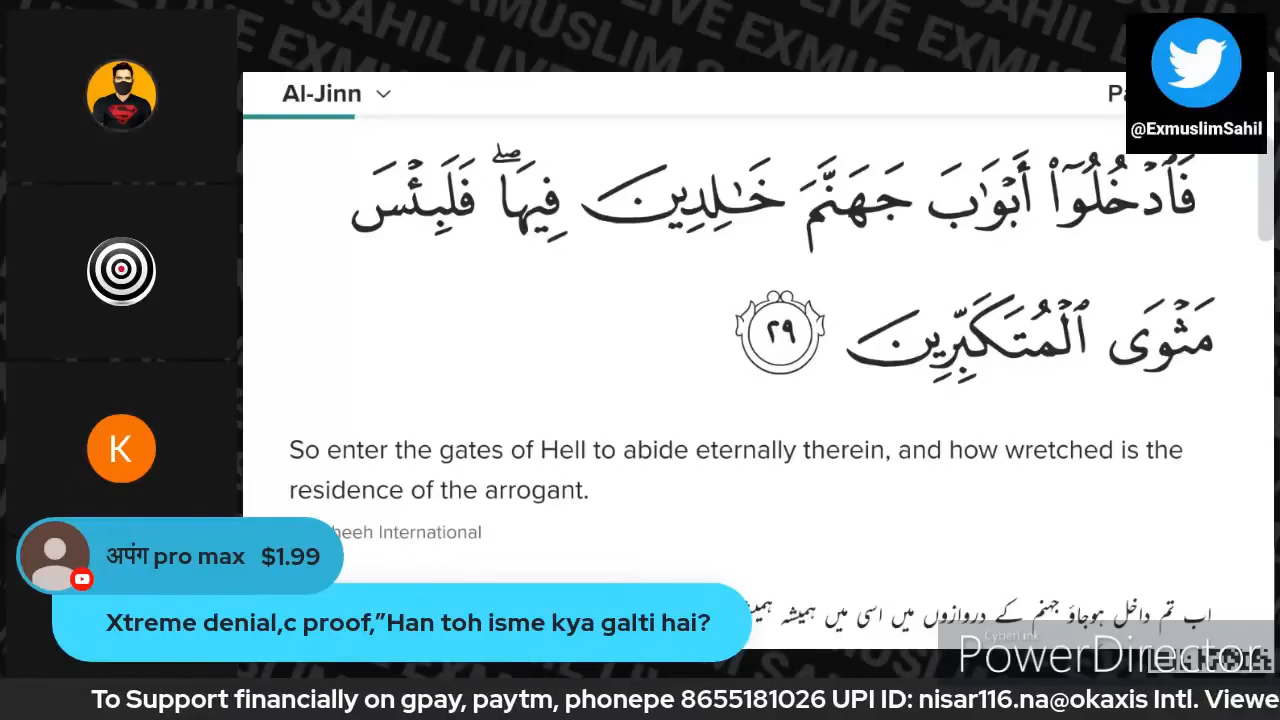 Al-Jinn
@ExmuslimSahil
فَٱدْخُلُوٓا۟ أَبْوَٰبَ جَهَنَّمَ خَـٰلِدِينَ فِيهَا ۖ فَلَبِئْسَ
مَثْوَى ٱلْمُتَكَبِّرِينَ ٢٩
So enter the gates of Hell to abide eternally therein, and how wretched is the
residence of the arrogant.
International
K
अपंग pro max $1.99
Xtreme denial,c proof,”Han toh isme kya galti hai?
اب تم داخل ہوجاؤ جہنم کے دروازوں میں اسی میں ہمیشہ
CyberLink
PowerDirector
To Support financially on gpay, paytm, phonepe 8655181026 UPI ID: nisar116.na@okaxis Intl.